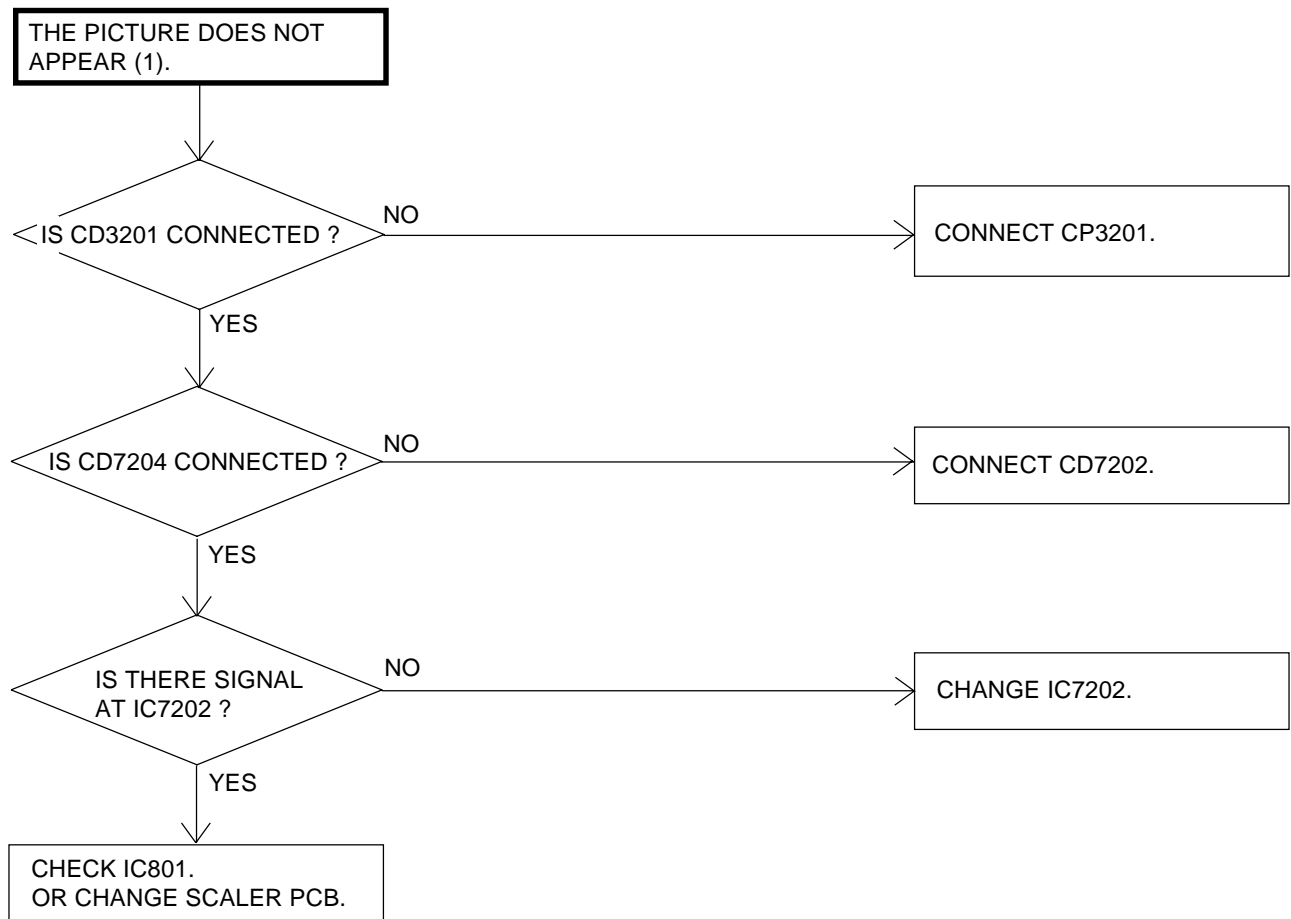 THE PICTURE DOES NOT
APPEAR (1).
IS CD3201 CONNECTED ?
NO
CONNECT CP3201.
YES
IS CD7204 CONNECTED ?
NO
CONNECT CD7202.
YES
IS THERE SIGNAL
AT IC7202 ?
NO
CHANGE IC7202.
YES
CHECK IC801.
OR CHANGE SCALER PCB.